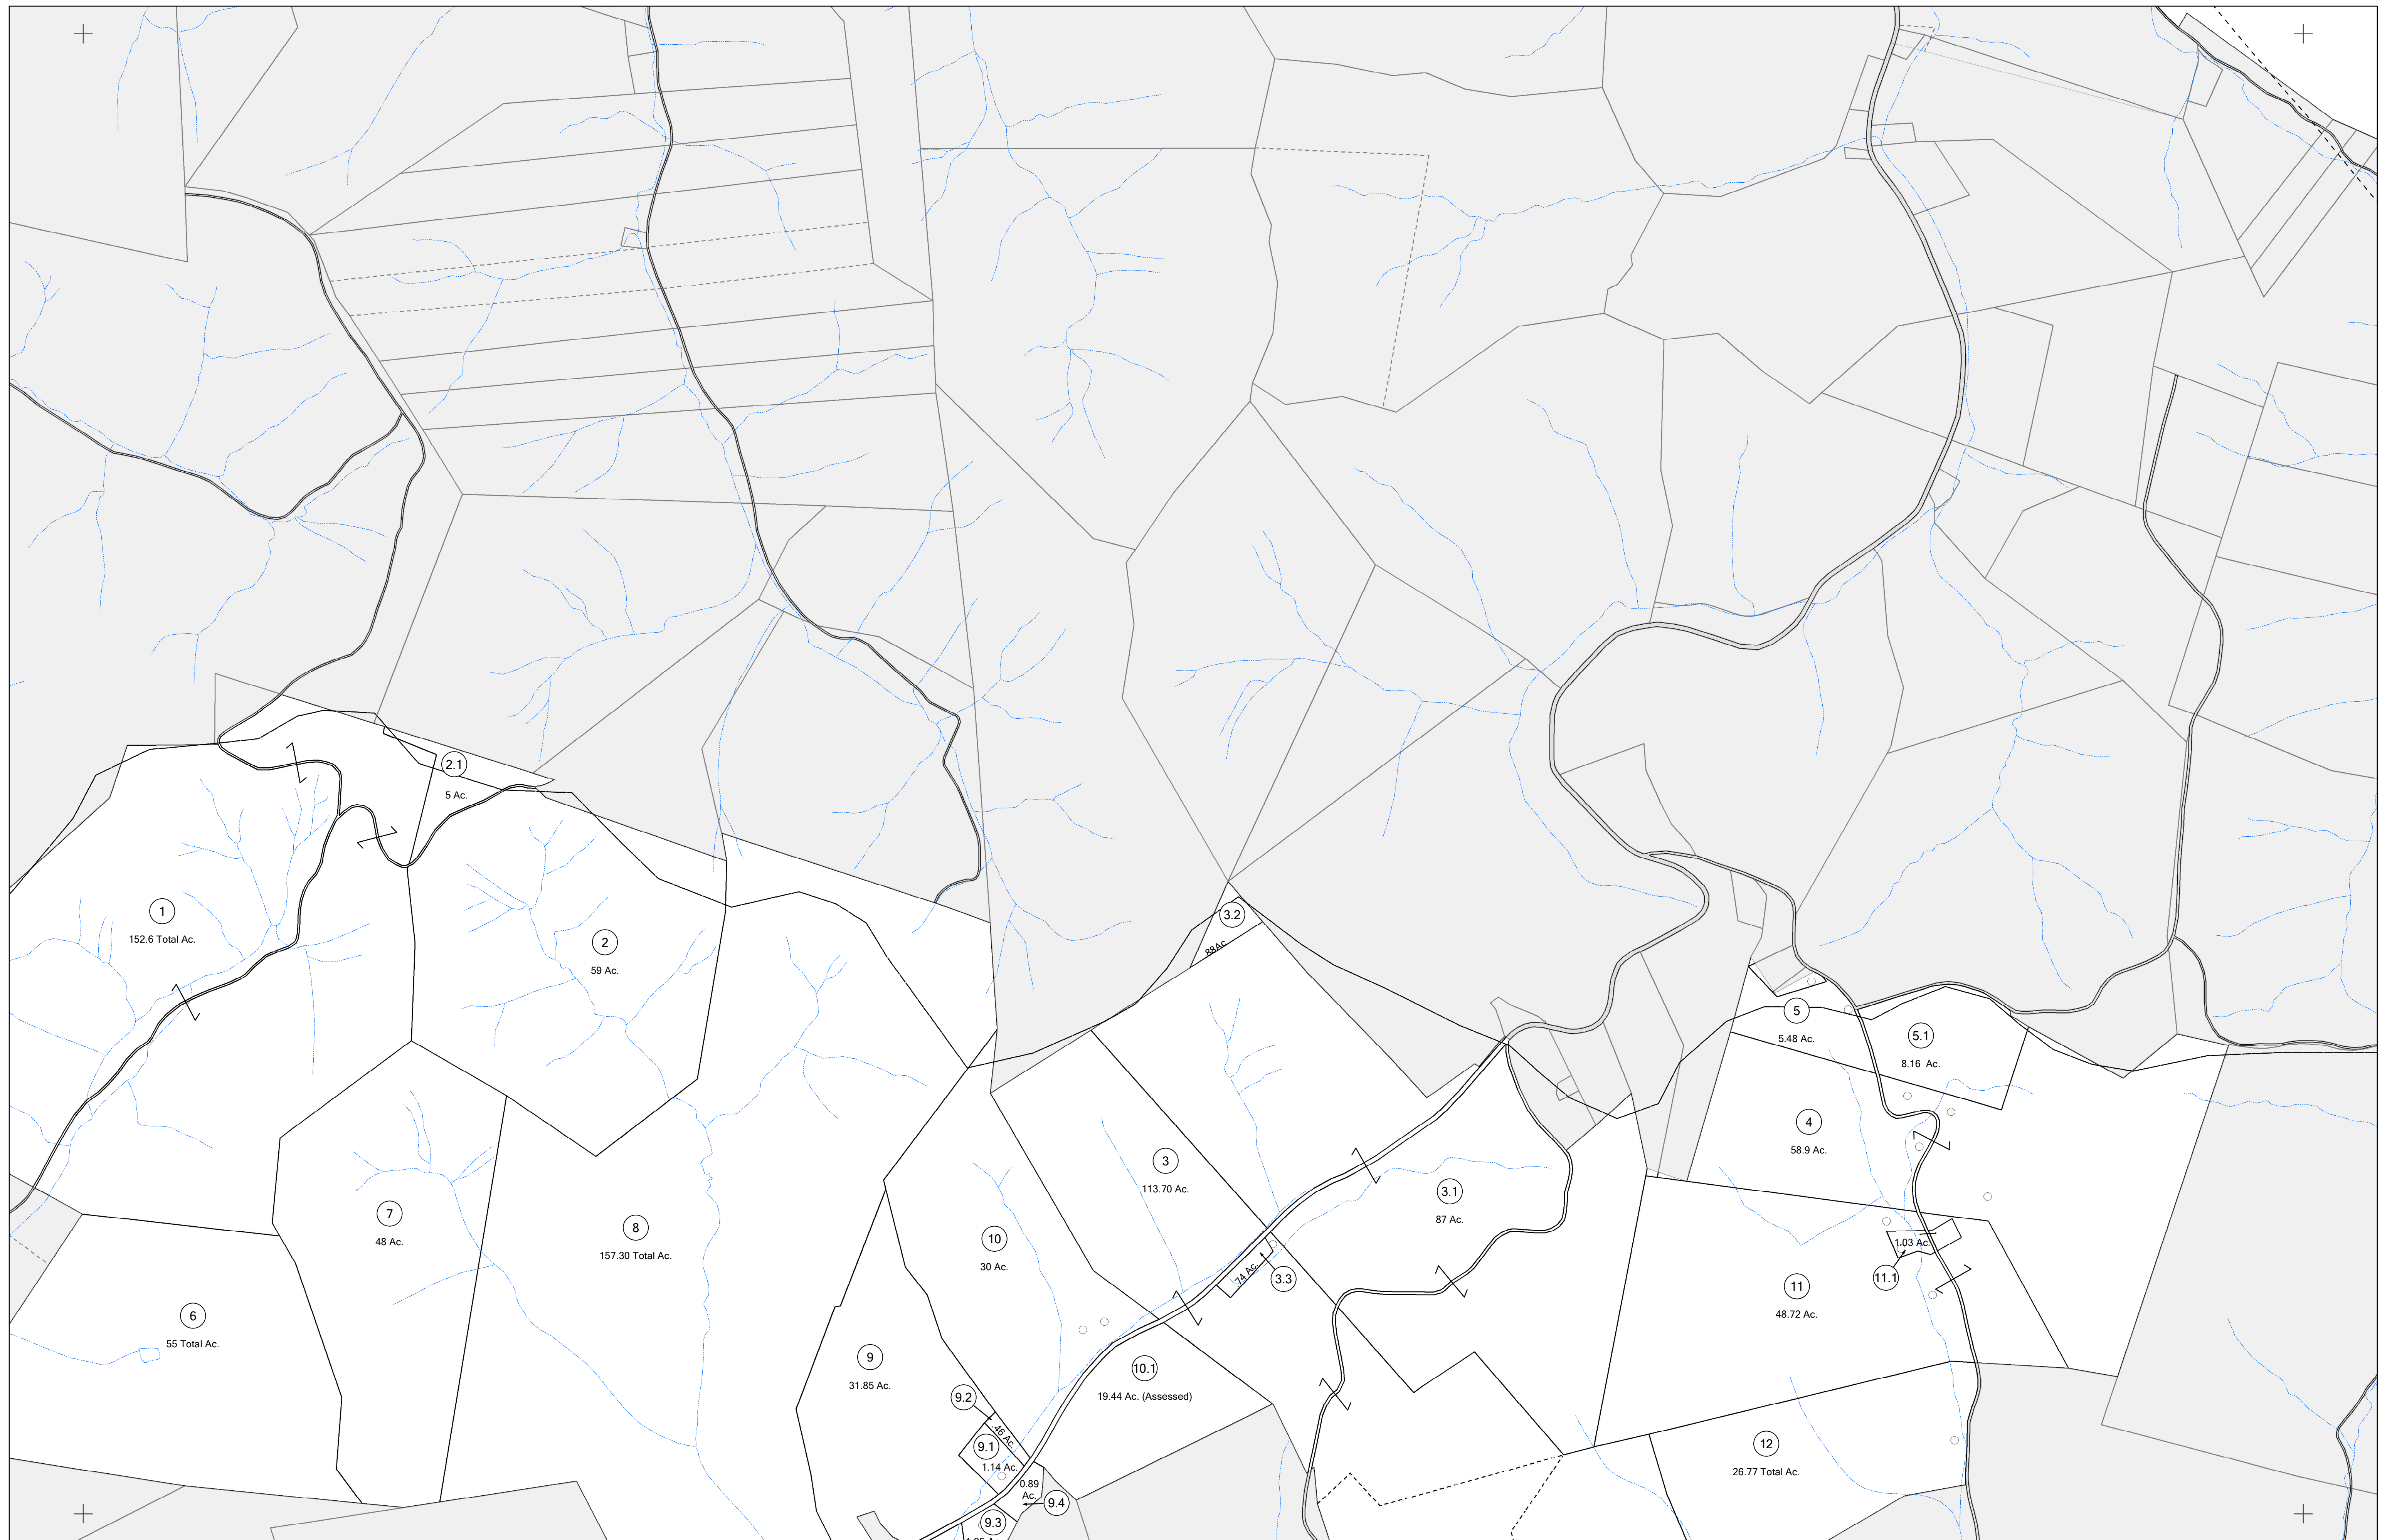 2.1
5 Ac.
1
152.6 Total Ac.
2
59 Ac.
3.2
.88Ac.
5
5.48 Ac.
5.1
8.16 Ac.
4
58.9 Ac.
3
113.70 Ac.
3.1
87 Ac.
7
48 Ac.
8
157.30 Total Ac.
10
30 Ac.
1.03 Ac.
11.1
.74 Ac.
3.3
11
48.72 Ac.
6
55 Total Ac.
9
31.85 Ac.
10.1
19.44 Ac. (Assessed)
9.2
.46 Ac.
9.1
1.14 Ac.
12
26.77 Total Ac.
0.89
Ac.
9.4
9.3